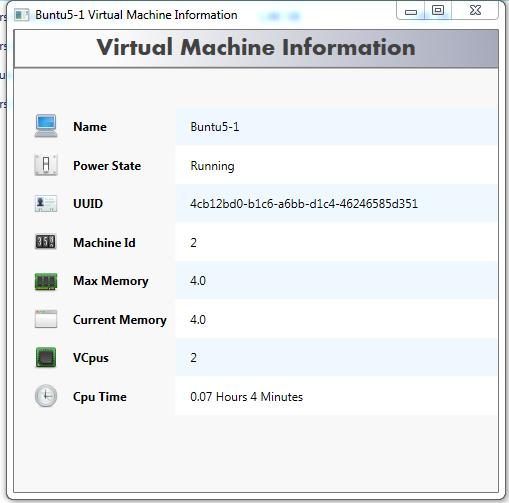 Buntu5-1 Virtual Machine Information
Virtual Machine Information
Name Buntu5-1
Power State Running
UUID 4cb12bd0-b1c6-a6bb-d1c4-46246585d351
Machine Id 2
Max Memory 4.0
Current Memory 4.0
VCpus 2
Cpu Time 0.07 Hours 4 Minutes